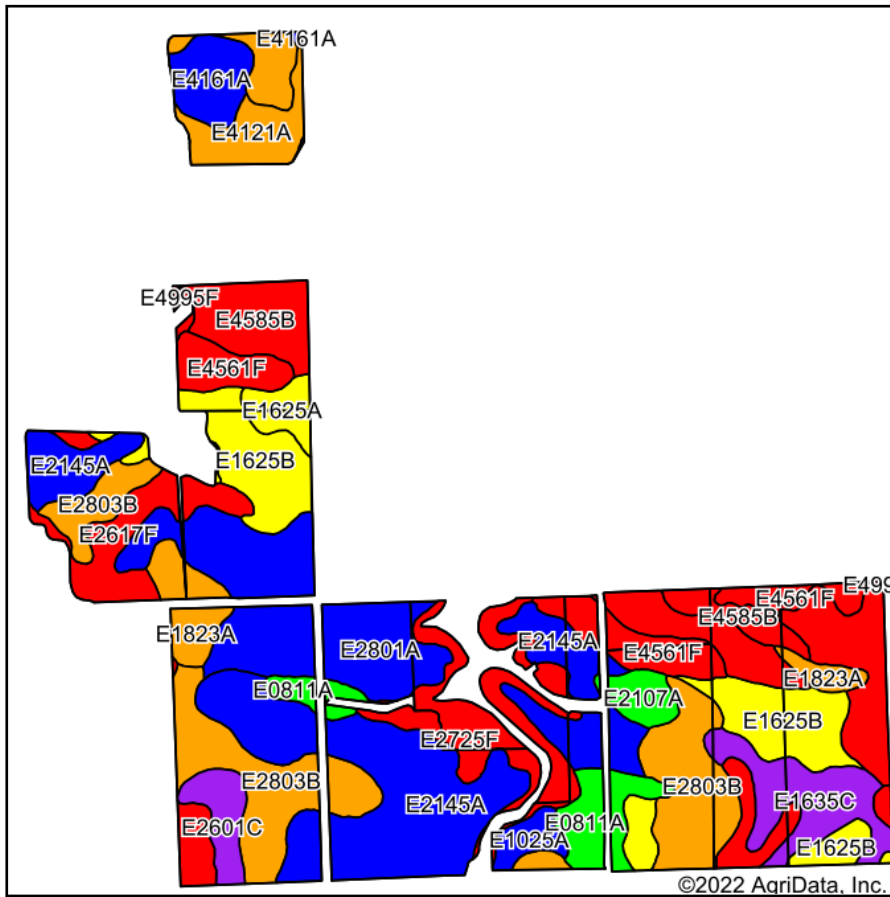 E4161A
E4161A
E4121A
E4995F
E4585B
E4561F
E1625A
E1625B
E2145A
E2803B
E2617F
E1823A
E2801A
E0811A
E2145A
E4561F
E4585B
E4561F
E499
E1823A
E2107A
E1625B
E2725F
E2803B
E2145A
E2803B
E2601C
E1025A
E0811A
E1635C
E1625B
©2022 AgriData, Inc.